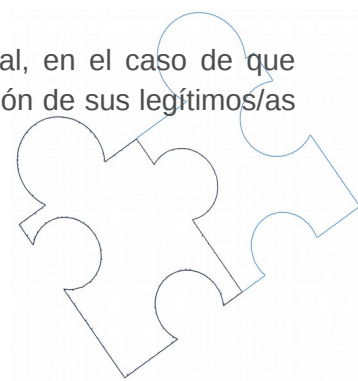 al, en el caso de que
ón de sus legítimos/as